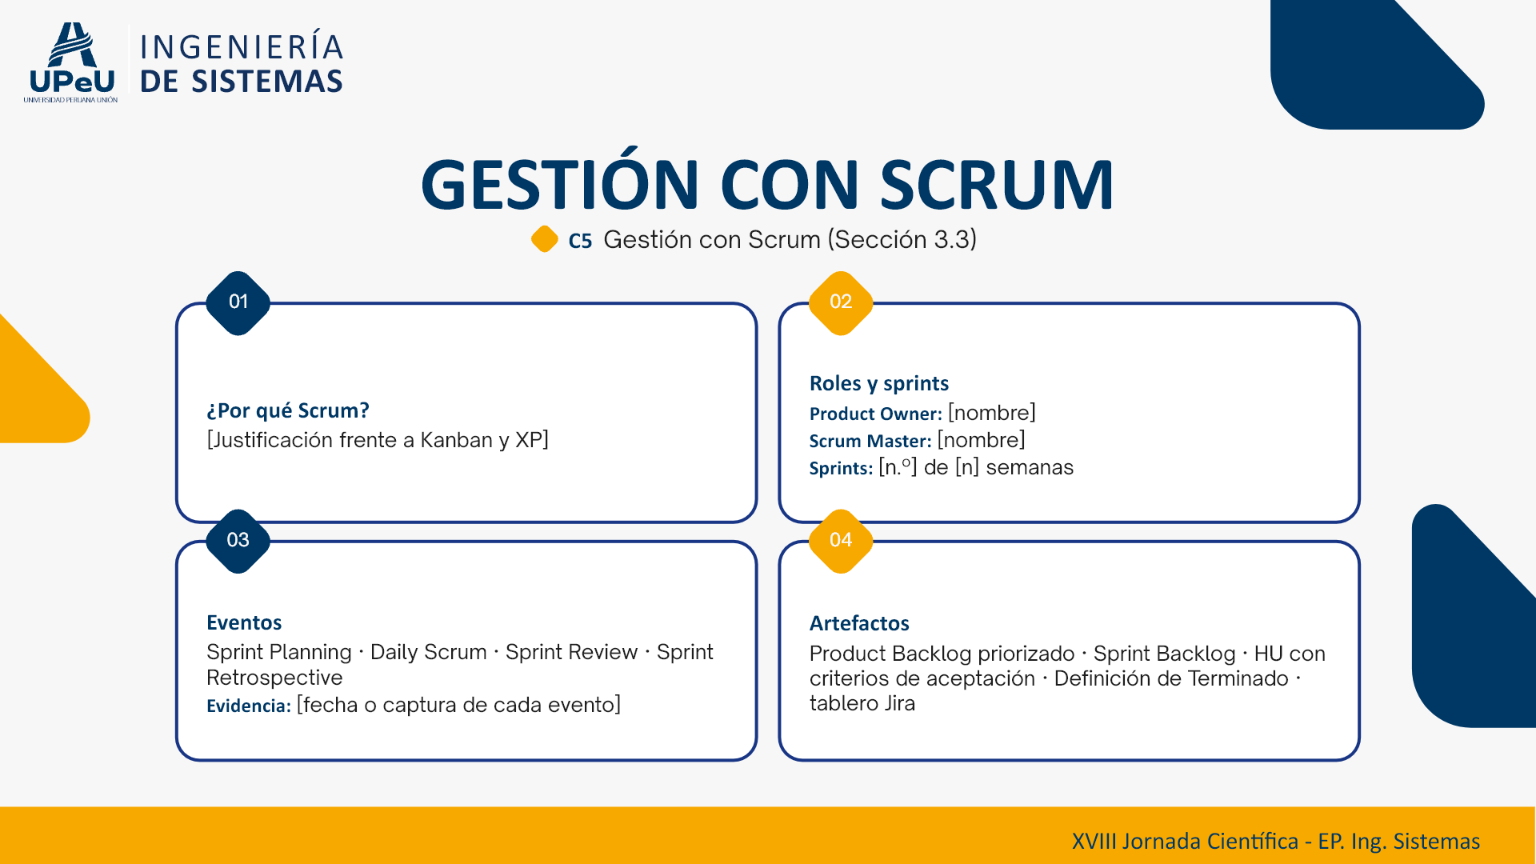 UPeU
UNIVERSIDAD PERUANA UNIÓN
INGENIERÍA
DE SISTEMAS
GESTIÓN CON SCRUM
C5 Gestión con Scrum (Sección 3.3)
01
¿Por qué Scrum?
[Justificación frente a Kanban y XP]
02
Roles y sprints
Product Owner: [nombre]
Scrum Master: [nombre]
Sprints: [n.º] de [n] semanas
03
Eventos
Sprint Planning · Daily Scrum · Sprint Review · Sprint
Retrospective
Evidencia: [fecha o captura de cada evento]
04
Artefactos
Product Backlog priorizado · Sprint Backlog · HU con
criterios de aceptación · Definición de Terminado ·
tablero Jira
XVIII Jornada Científica - EP. Ing. Sistemas